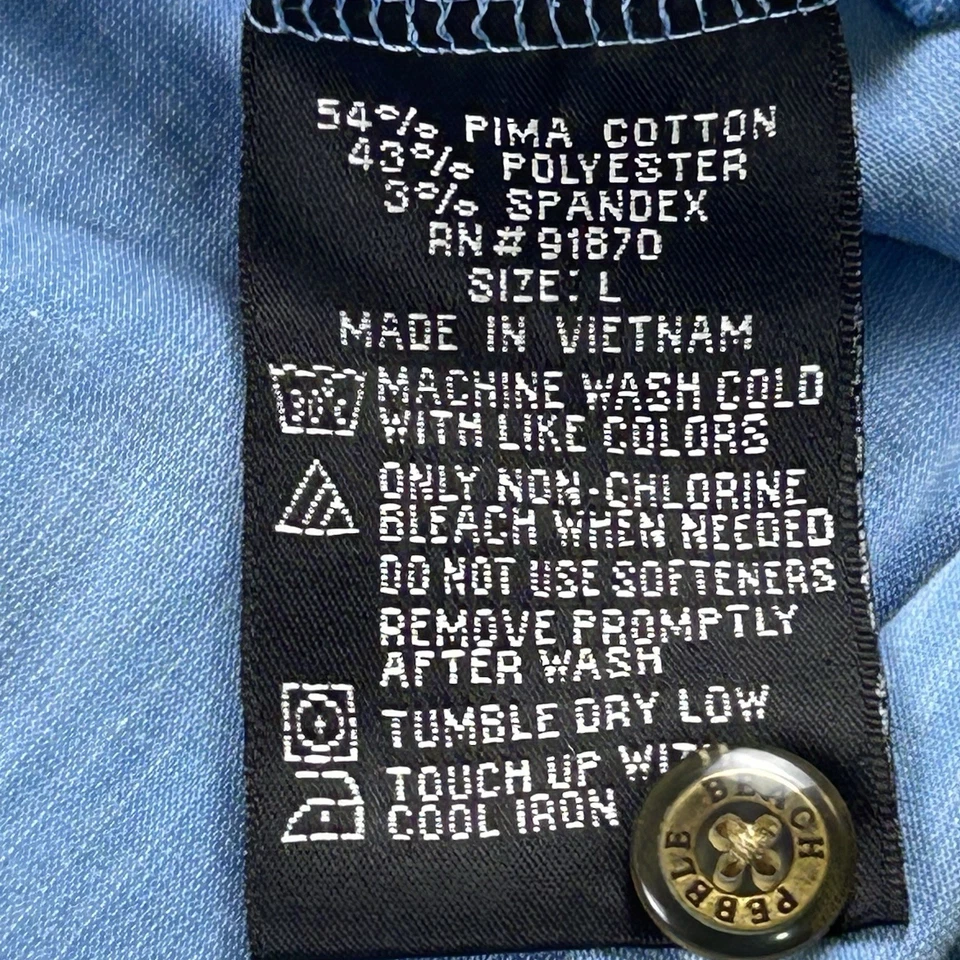 54% PIMA COTTON
43% POLYESTER
3% SPANDEX
RN# 91870
SIZE: L
MADE IN VIETNAM
MACHINE WASH COLD
WITH LIKE COLORS
ONLY NON-CHLORINE
BLEACH WHEN NEEDED
DO NOT USE SOFTENERS
REMOVE PROMPTLY
AFTER WASH
TUMBLE DRY LOW
TOUCH UP WITH
COOL IRON
PEBBLE BEACH